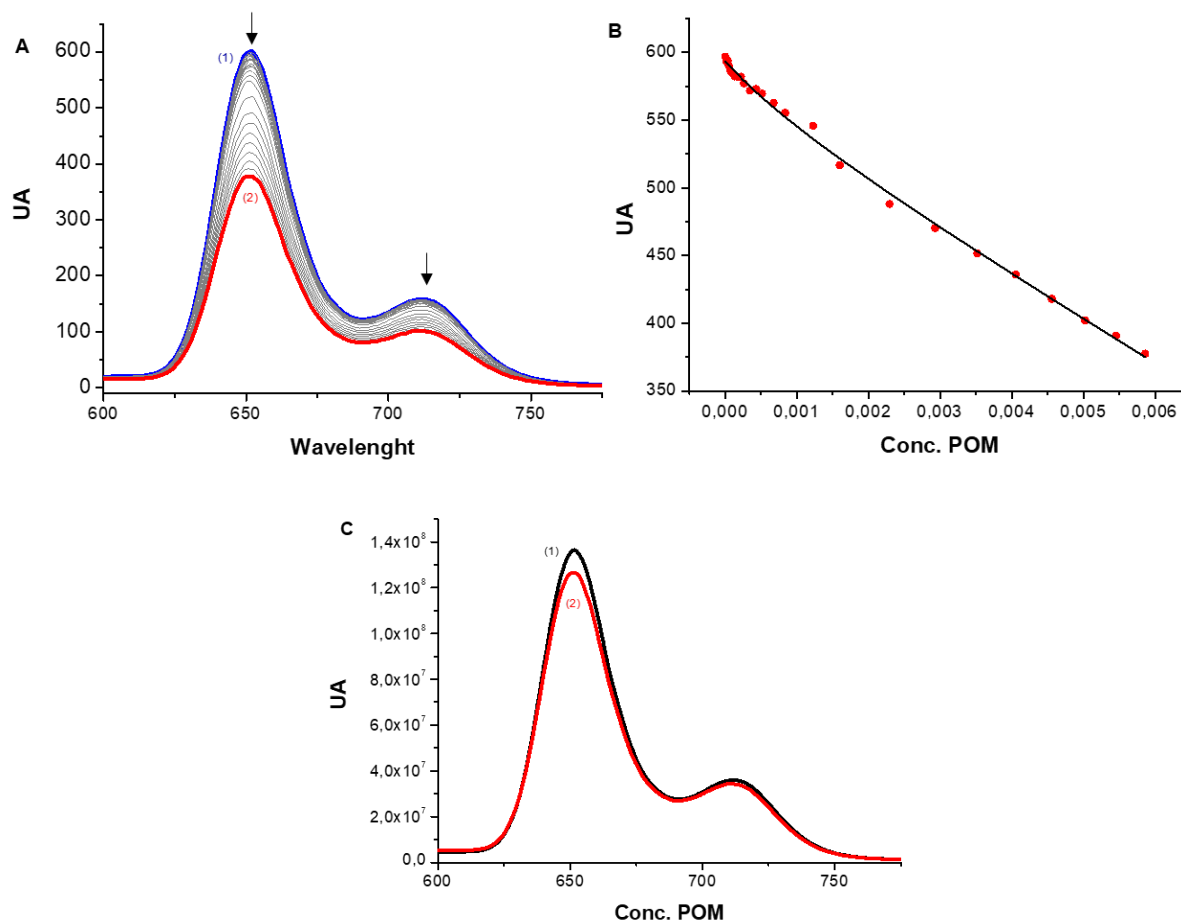 A
(1)
(2)
600
500
400
300
200
100
0
UA
600 650 700 750
Wavelenght
B
600
550
500
450
400
350
UA
0,000 0,001 0,002 0,003 0,004 0,005 0,006
Conc. POM
C
(1)
(2)
1,4x10⁸
1,2x10⁸
1,0x10⁸
8,0x10⁷
6,0x10⁷
4,0x10⁷
2,0x10⁷
0,0
UA
600 650 700 750
Conc. POM